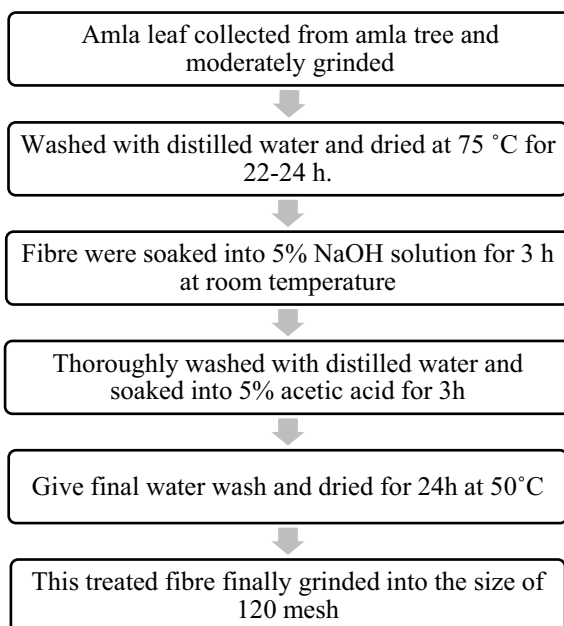 Amla leaf collected from amla tree and
moderately grinded
Washed with distilled water and dried at 75 ˚C for
22-24 h.
Fibre were soaked into 5% NaOH solution for 3 h
at room temperature
Thoroughly washed with distilled water and
soaked into 5% acetic acid for 3h
Give final water wash and dried for 24h at 50˚C
This treated fibre finally grinded into the size of
120 mesh